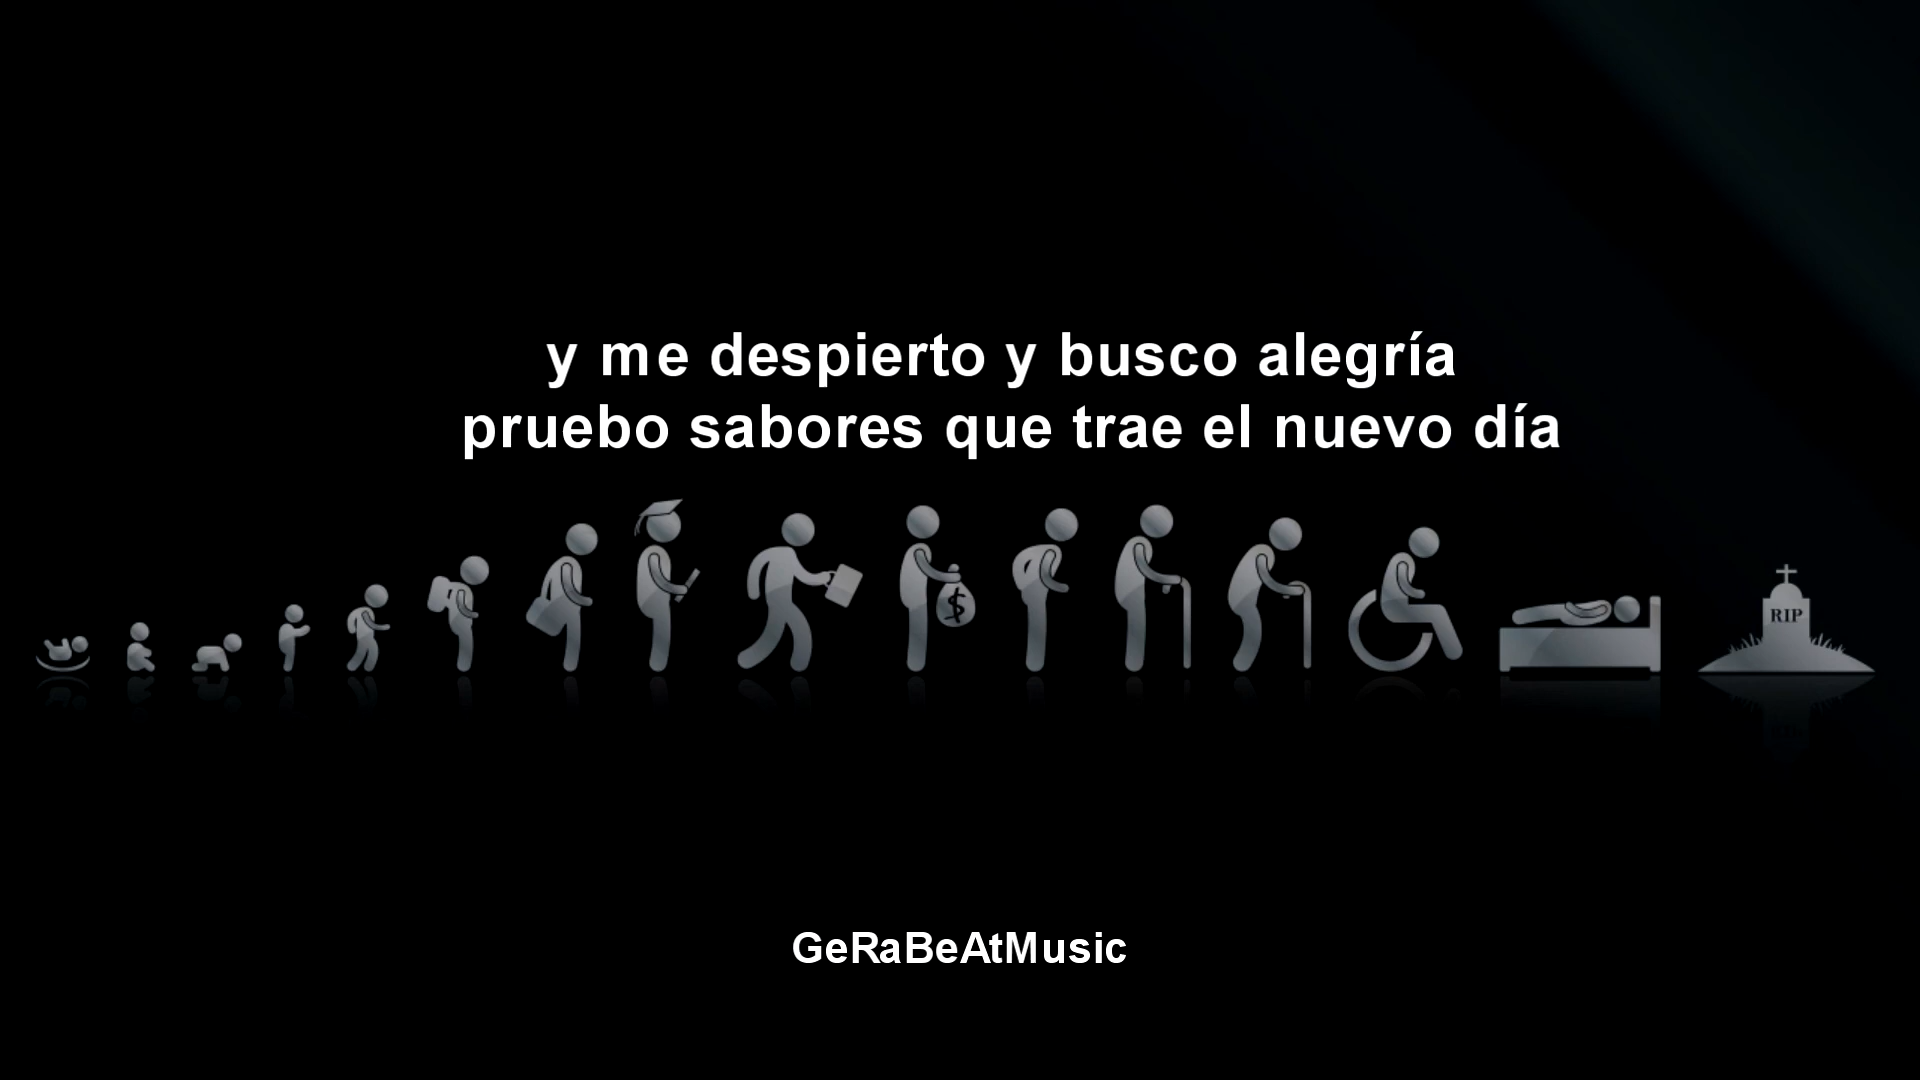 y me despierto y busco alegría
pruebo sabores que trae el nuevo día
$
RIP
GeRaBeAtMusic